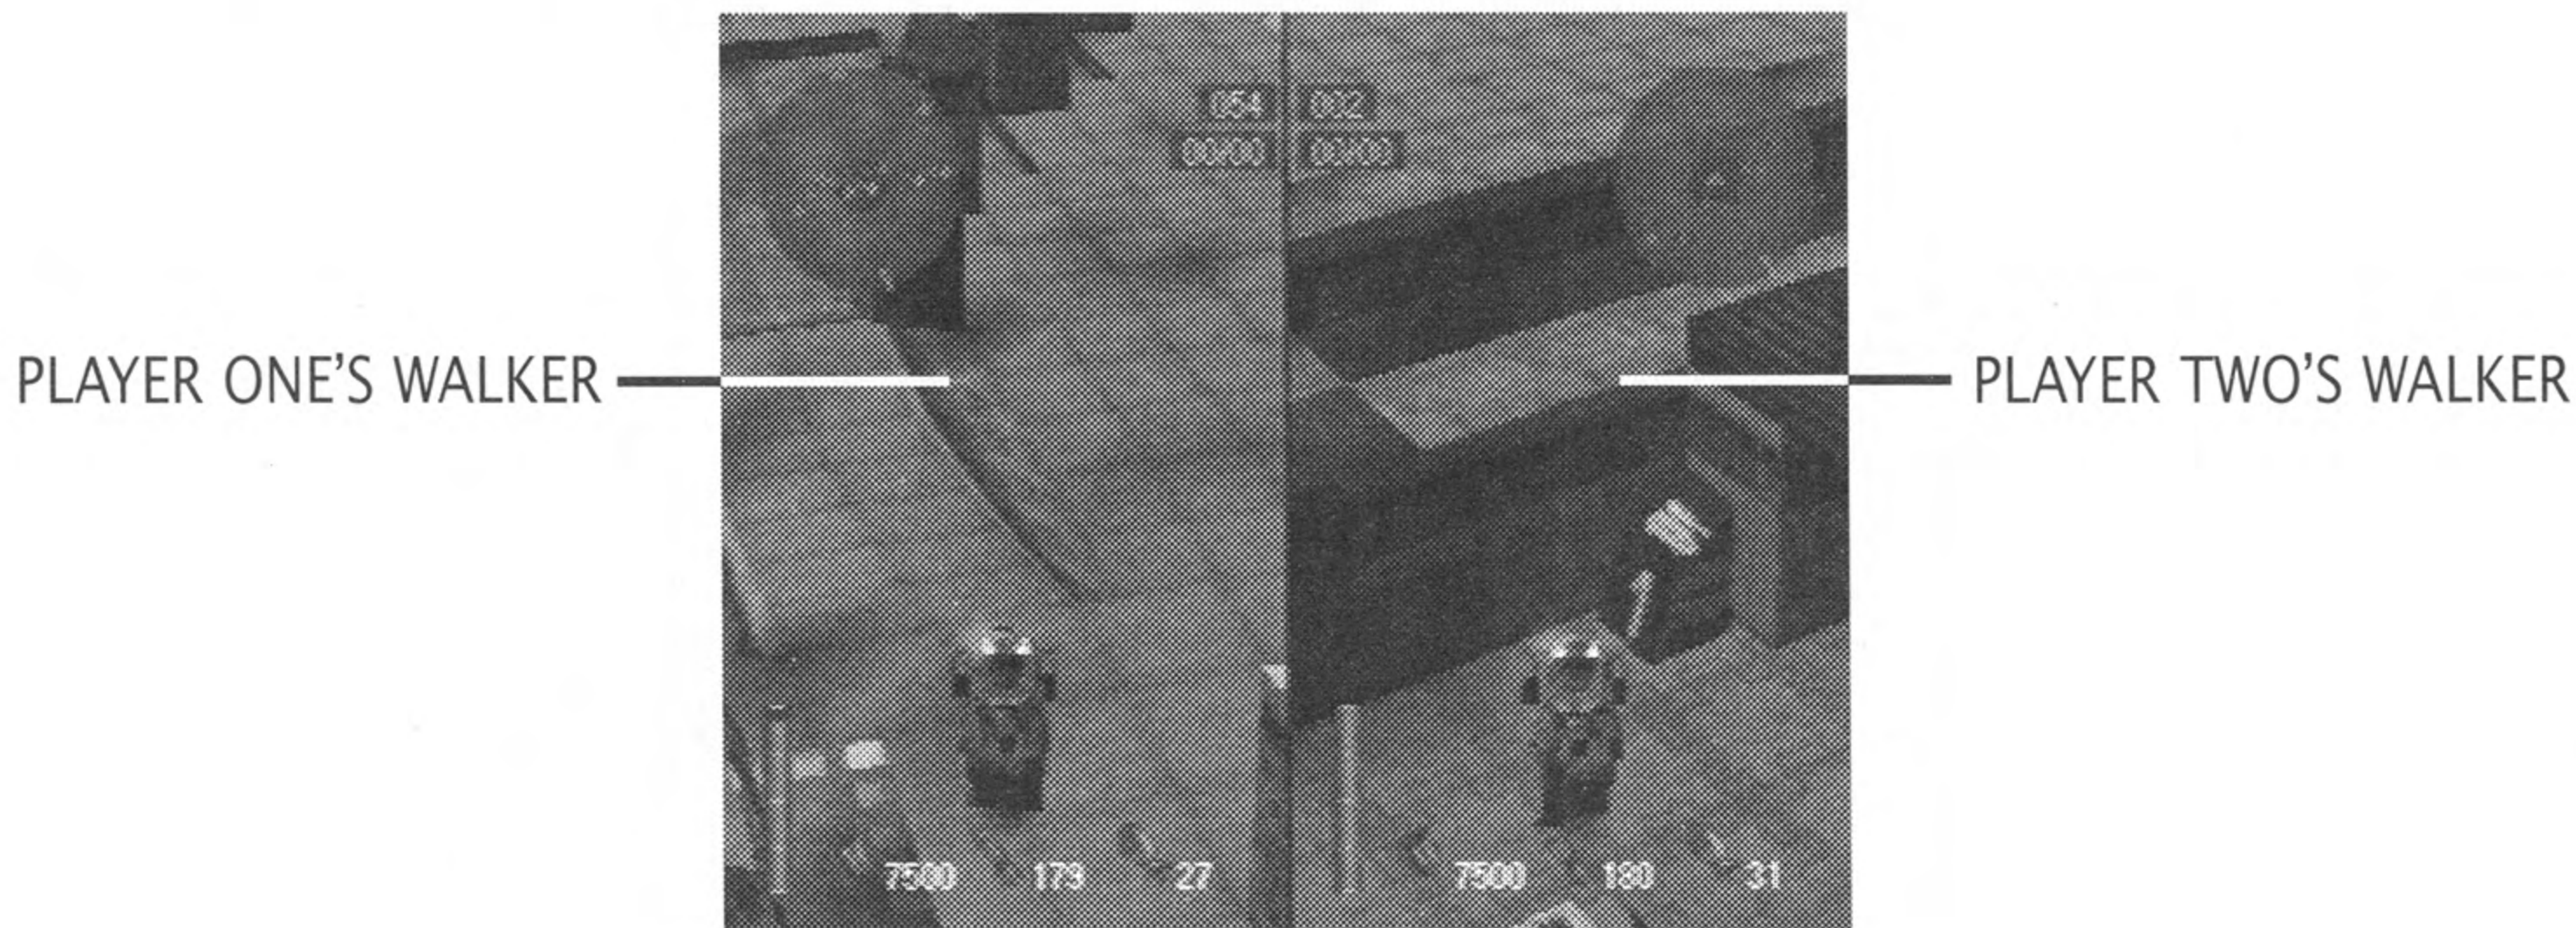 054 002
00/00 00/00
PLAYER ONE'S WALKER
PLAYER TWO'S WALKER
7500 179 27
7500 180 31